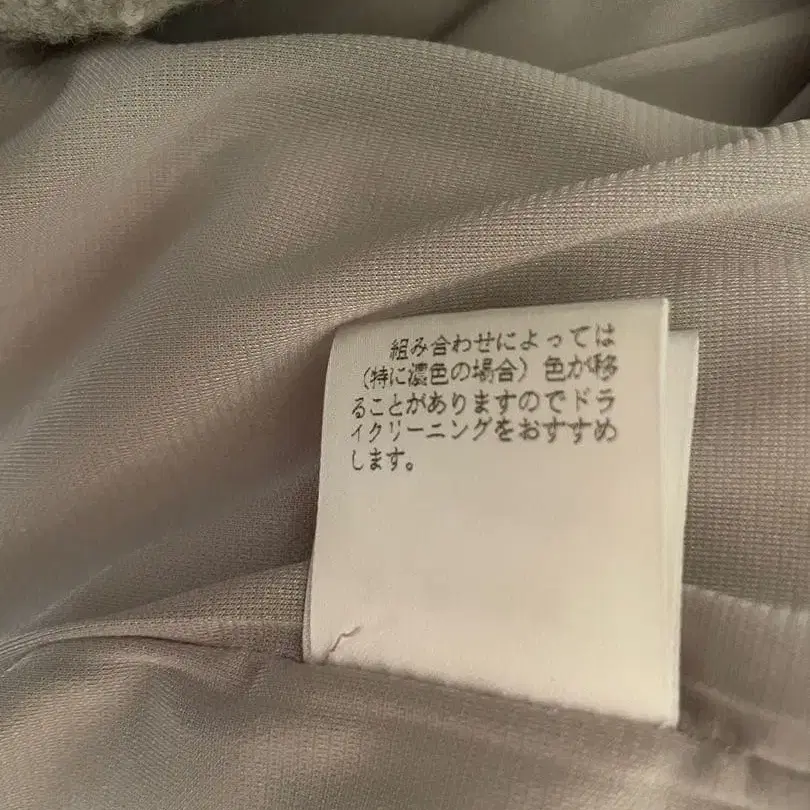 組み合わせによっては
(特に濃色の場合) 色が移
ることがありますのでドラ
イクリーニングをおすすめ
します。